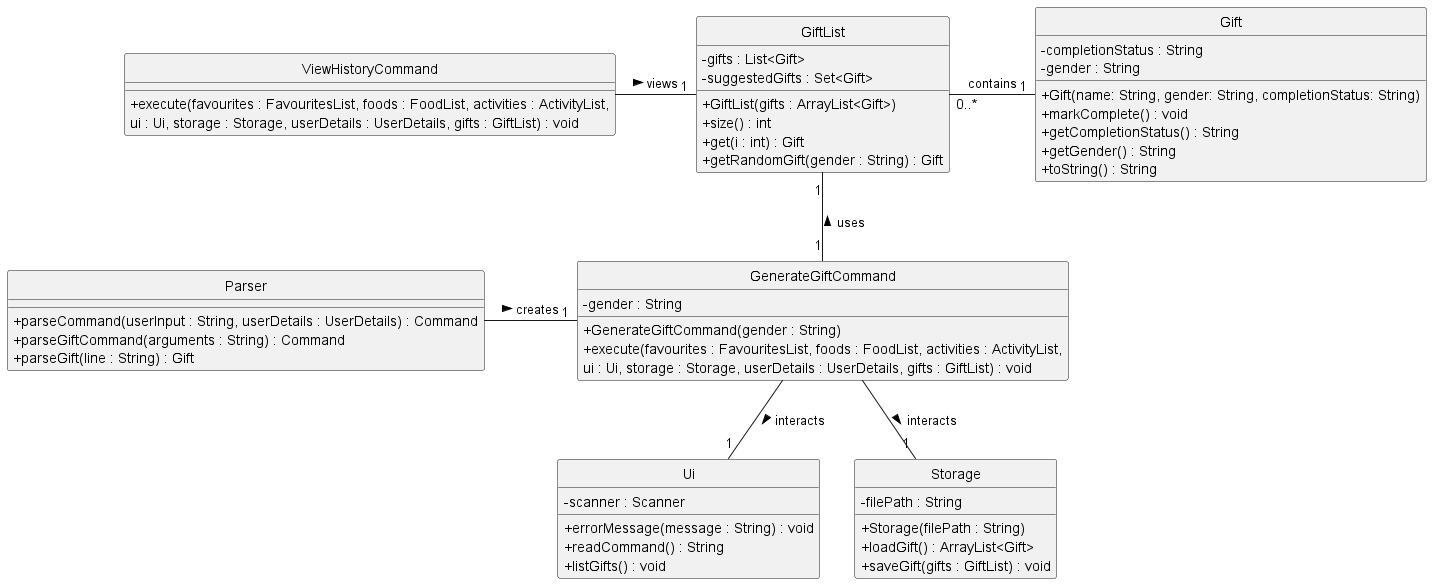 ViewHistoryCommand
+execute(favourites : FavouritesList, foods : FoodList, activities : ActivityList,
ui : Ui, storage : Storage, userDetails : UserDetails, gifts : GiftList) : void
views 1
GiftList
-gifts : List<Gift>
-suggestedGifts : Set<Gift>
+GiftList(gifts : ArrayList<Gift>)
+size() : int
+get(i : int) : Gift
+getRandomGift(gender : String) : Gift
contains 1
0..*
Gift
-completionStatus : String
-gender : String
+Gift(name: String, gender: String, completionStatus: String)
+markComplete() : void
+getCompletionStatus() : String
+getGender() : String
+toString() : String
1
uses
1
Parser
+parseCommand(userInput : String, userDetails : UserDetails) : Command
+parseGiftCommand(arguments : String) : Command
+parseGift(line : String) : Gift
creates 1
GenerateGiftCommand
-gender : String
+GenerateGiftCommand(gender : String)
+execute(favourites : FavouritesList, foods : FoodList, activities : ActivityList,
ui : Ui, storage : Storage, userDetails : UserDetails, gifts : GiftList) : void
interacts
1
interacts
1
Ui
-scanner : Scanner
+errorMessage(message : String) : void
+readCommand() : String
+listGifts() : void
Storage
-filePath : String
+Storage(filePath : String)
+loadGift() : ArrayList<Gift>
+saveGift(gifts : GiftList) : void